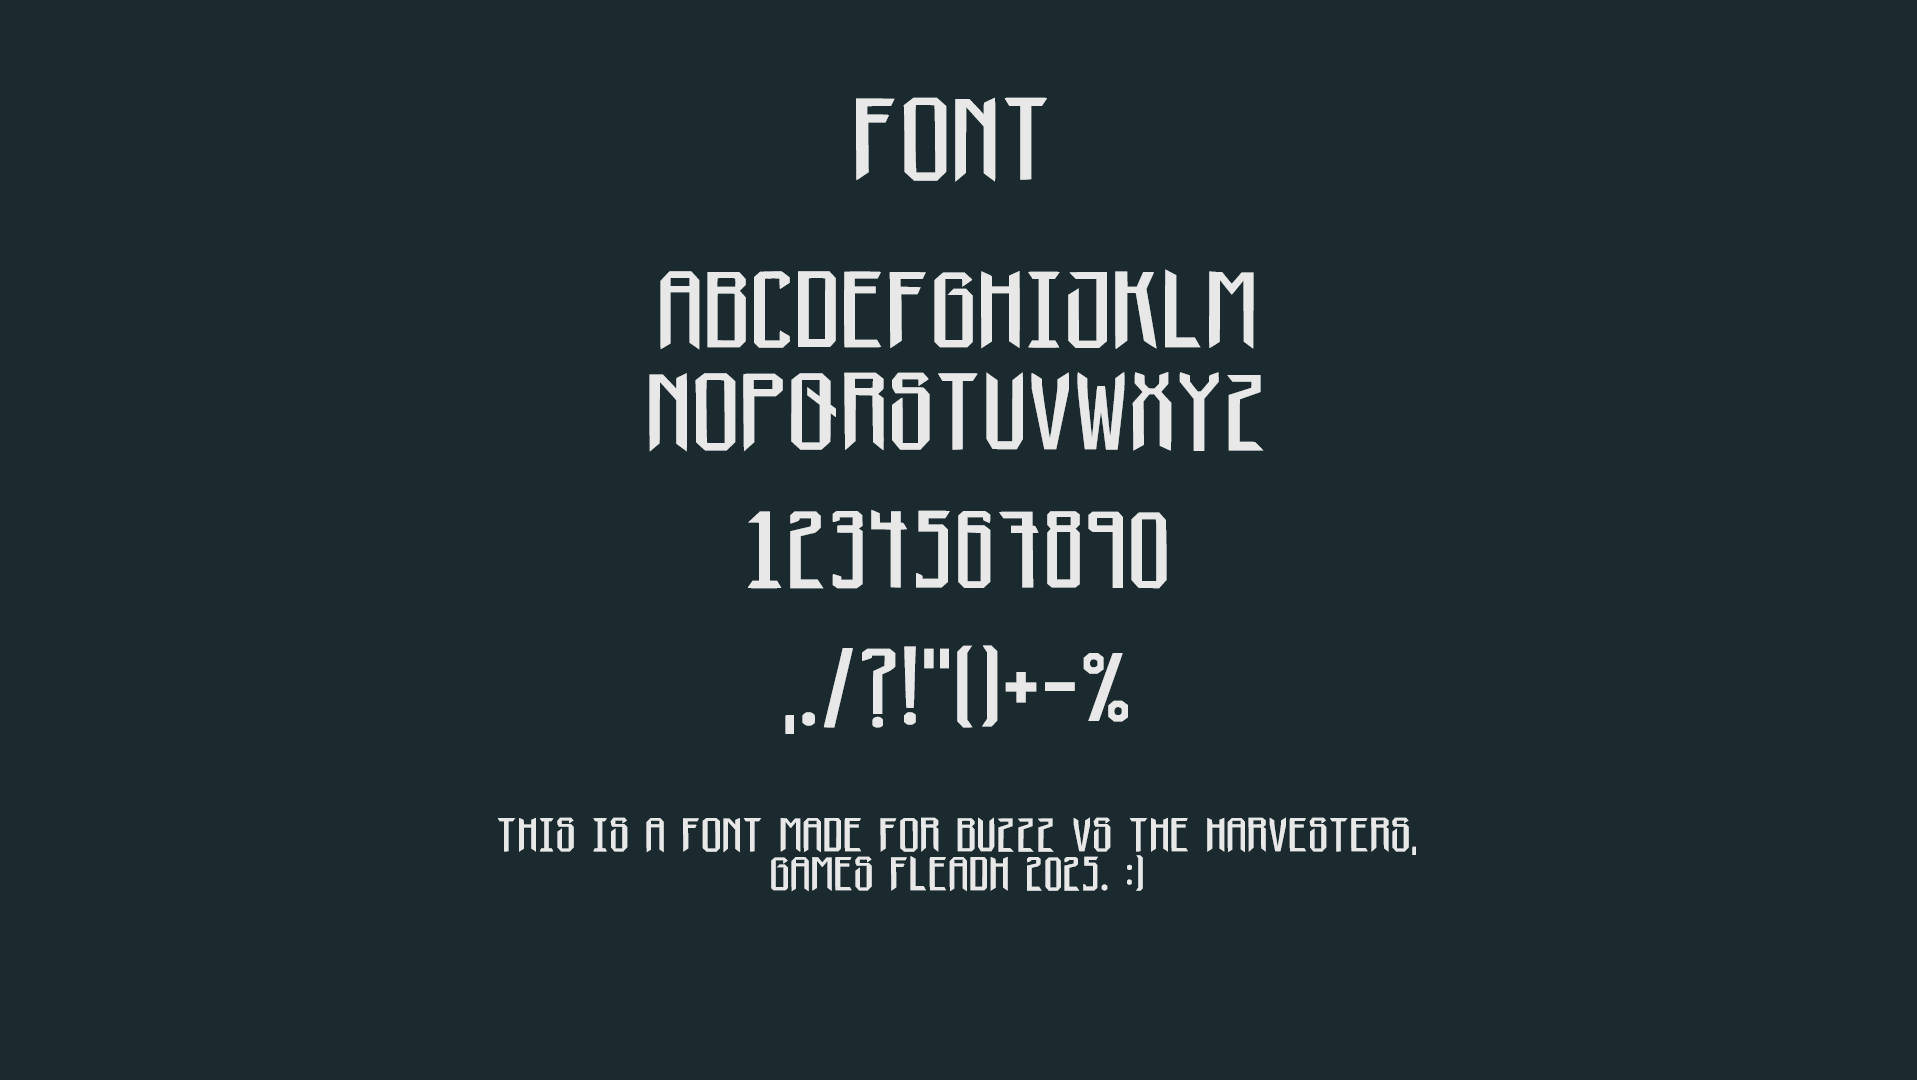 FONT
ABCDEFGHIJKLM
NOPQRSTUVWXYZ
1234567890
,./?!"()+-%
THIS IS A FONT MADE FOR BUZZZ VS THE HARVESTERS,
GAMES FLEADH 2025. :)